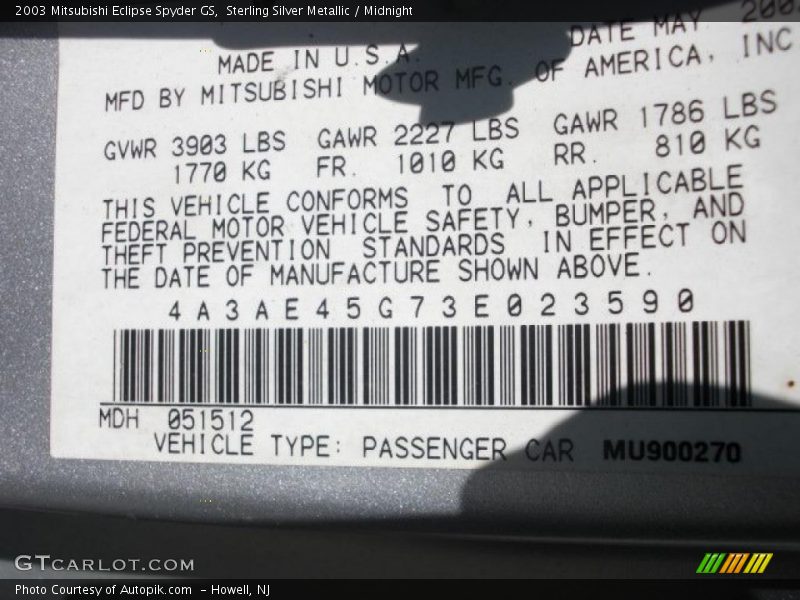 2003 Mitsubishi Eclipse Spyder GS,  Sterling Silver Metallic / Midnight
MADE IN U.S.A. DATE MAY
MFD BY MITSUBISHI MOTOR MFG. OF AMERICA, INC
GVWR 3903 LBS GAWR 2227 LBS GAWR 1786 LBS
1770 KG FR. 1010 KG RR. 810 KG
THIS VEHICLE CONFORMS TO ALL APPLICABLE
FEDERAL MOTOR VEHICLE SAFETY, BUMPER, AND
THEFT PREVENTION STANDARDS IN EFFECT ON
THE DATE OF MANUFACTURE SHOWN ABOVE.
4A3AE45G73E023590
MDH 051512
VEHICLE TYPE: PASSENGER CAR MU900270
GTCARLOT.COM
Photo Courtesy of Autopik.com  – Howell, NJ